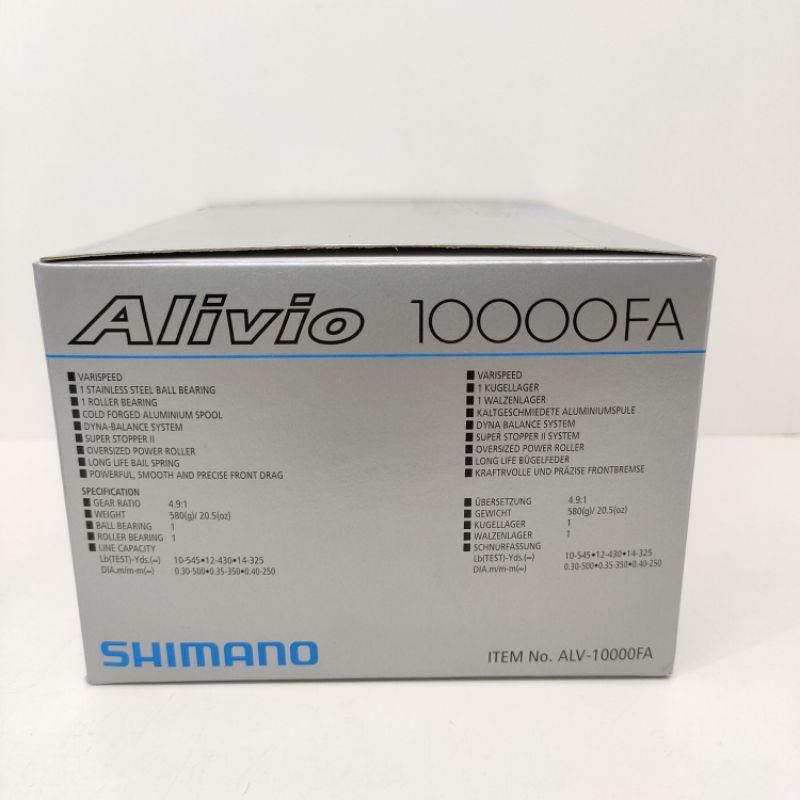 Alivio 10000FA
■ VARISPEED
■ 1 STAINLESS STEEL BALL BEARING
■ 1 ROLLER BEARING
■ COLD FORGED ALUMINIUM SPOOL
■ DYNA-BALANCE SYSTEM
■ SUPER STOPPER II
■ OVERSIZED POWER ROLLER
■ LONG LIFE BAIL SPRING
■ POWERFUL, SMOOTH AND PRECISE FRONT DRAG
SPECIFICATION
■ GEAR RATIO 4.9:1
■ WEIGHT 580(g)/ 20.5(oz)
■ BALL BEARING 1
■ ROLLER BEARING 1
■ LINE CAPACITY
Lb(TEST)-Yds.(~) 10-545•12-430•14-325
DIA.m/m-m(~) 0.30-500•0.35-350•0.40-250
■ VARISPEED
■ 1 KUGELLAGER
■ 1 WALZENLAGER
■ KALTGESCHMIEDETE ALUMINIUMSPULE
■ DYNA BALANCE SYSTEM
■ SUPER STOPPER II SYSTEM
■ OVERSIZED POWER ROLLER
■ LONG LIFE BÜGELFEDER
■ KRAFTRVOLLE UND PRÄZISE FRONTBREMSE
■ ÜBERSETZUNG 4.9:1
■ GEWICHT 580(g)/ 20.5(oz)
■ KUGELLAGER 1
■ WALZENLAGER 1
■ SCHNURFASSUNG
Lb(TEST)-Yds.(~) 10-545•12-430•14-325
DIA.m/m-m(~) 0.30-500•0.35-350•0.40-250
SHIMANO
ITEM No. ALV-10000FA